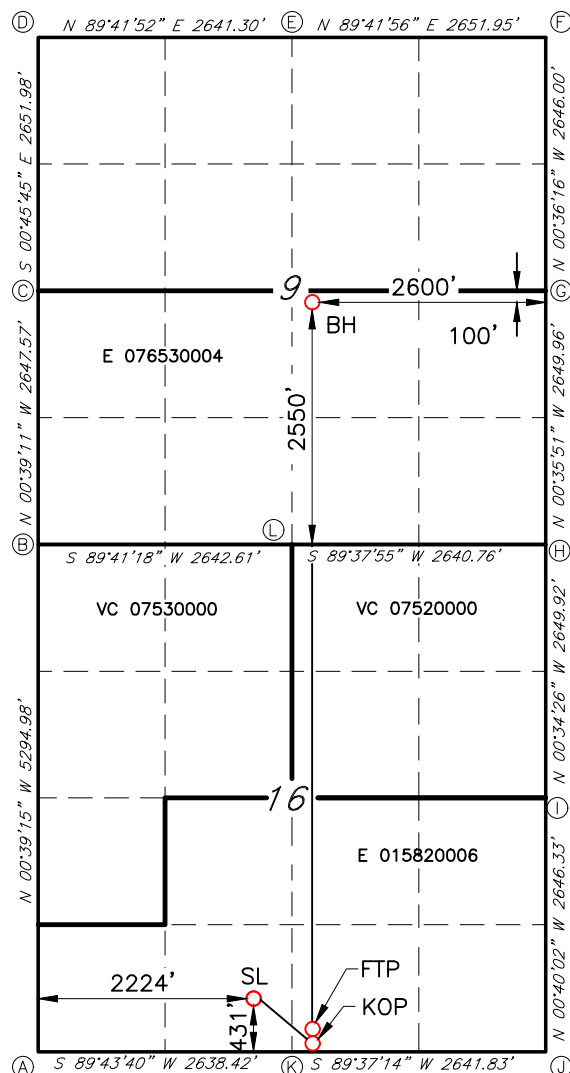 D N 89°41'52" E 2641.30' E N 89°41'56" E 2651.95' F
S 00°45'45" E 2651.98'
N 00°36'16" W 2646.00'
C 9 2600' G
BH 100'
E 076530004
2550'
N 00°39'11" W 2647.57'
N 00°35'51" W 2649.96'
L
B S 89°41'18" W 2642.61' S 89°37'55" W 2640.76' H
VC 07530000 VC 07520000
N 00°39'15" W 5294.98'
N 00°34'26" W 2649.92'
16 I
E 015820006
N 00°40'02" W 2646.33'
2224' SL FTP
431' KOP
A S 89°43'40" W 2638.42' K S 89°37'14" W 2641.83' J